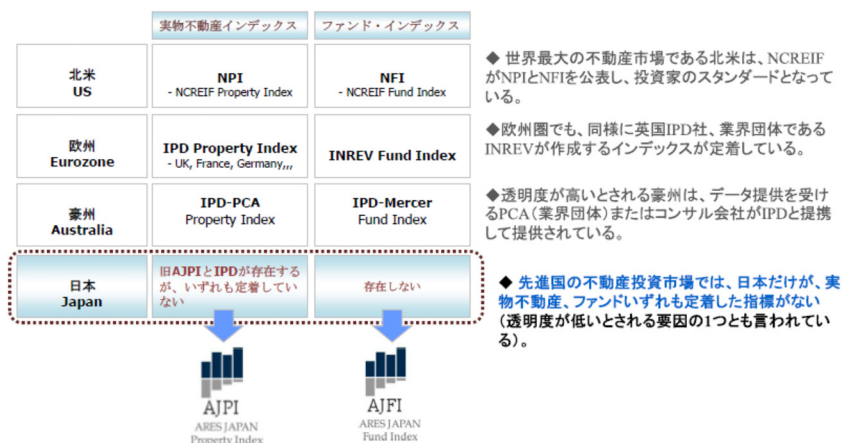 実物不動産インデックス
ファンド・インデックス
北米
US
NPI
- NCREIF Property Index
NFI
- NCREIF Fund Index
◆ 世界最大の不動産市場である北米は、NCREIF
がNPIとNFIを公表し、投資家のスタンダードとなって
いる。
欧州
Eurozone
IPD Property Index
- UK, France, Germany,,,
INREV Fund Index
◆欧州圏でも、同様に英国IPD社、業界団体である
INREVが作成するインデックスが定着している。
豪州
Australia
IPD-PCA
Property Index
IPD-Mercer
Fund Index
◆透明度が高いとされる豪州は、データ提供を受け
るPCA（業界団体）またはコンサル会社がIPDと提携
して提供されている。
日本
Japan
旧AJPIとIPDが存在する
が、いずれも定着してい
ない
存在しない
◆ 先進国の不動産投資市場では、日本だけが、実
物不動産、ファンドいずれも定着した指標がない
（透明度が低いとされる要因の1つとも言われてい
る）。
AJPI
ARES JAPAN
Property Index
AJFI
ARES JAPAN
Fund Index